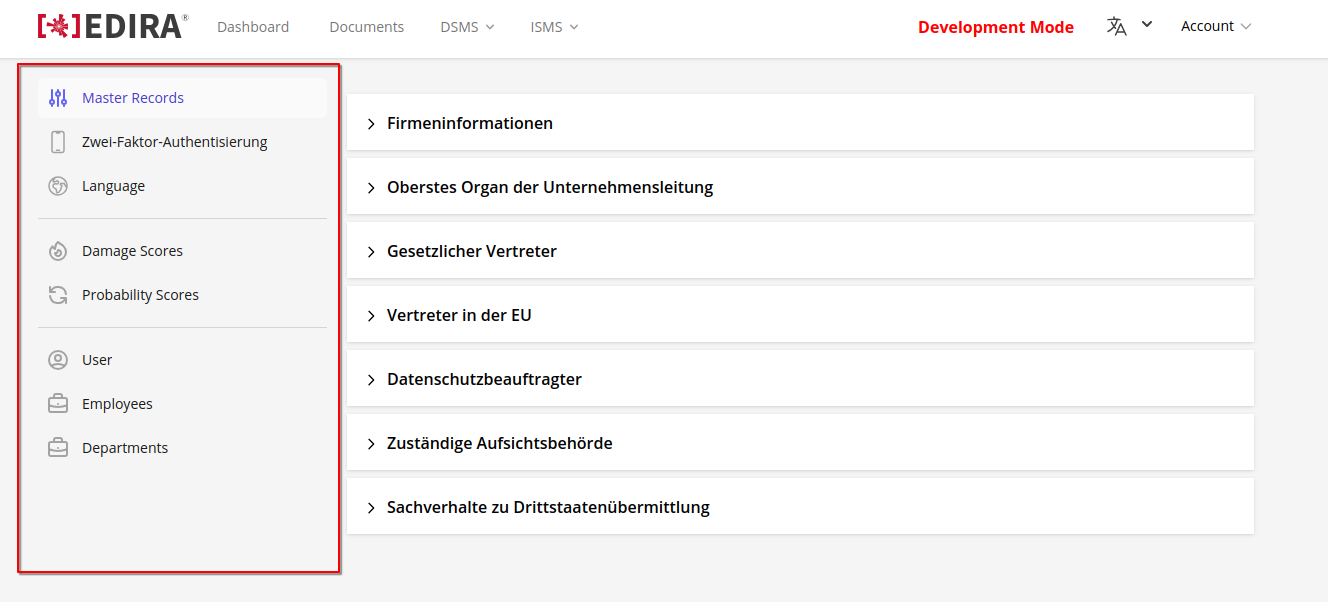 [*]EDIRA® Dashboard Documents DSMS ISMS Development Mode Account
Master Records
Zwei-Faktor-Authentisierung
Language
Damage Scores
Probability Scores
User
Employees
Departments
Firmeninformationen
Oberstes Organ der Unternehmensleitung
Gesetzlicher Vertreter
Vertreter in der EU
Datenschutzbeauftragter
Zuständige Aufsichtsbehörde
Sachverhalte zu Drittstaatenübermittlung